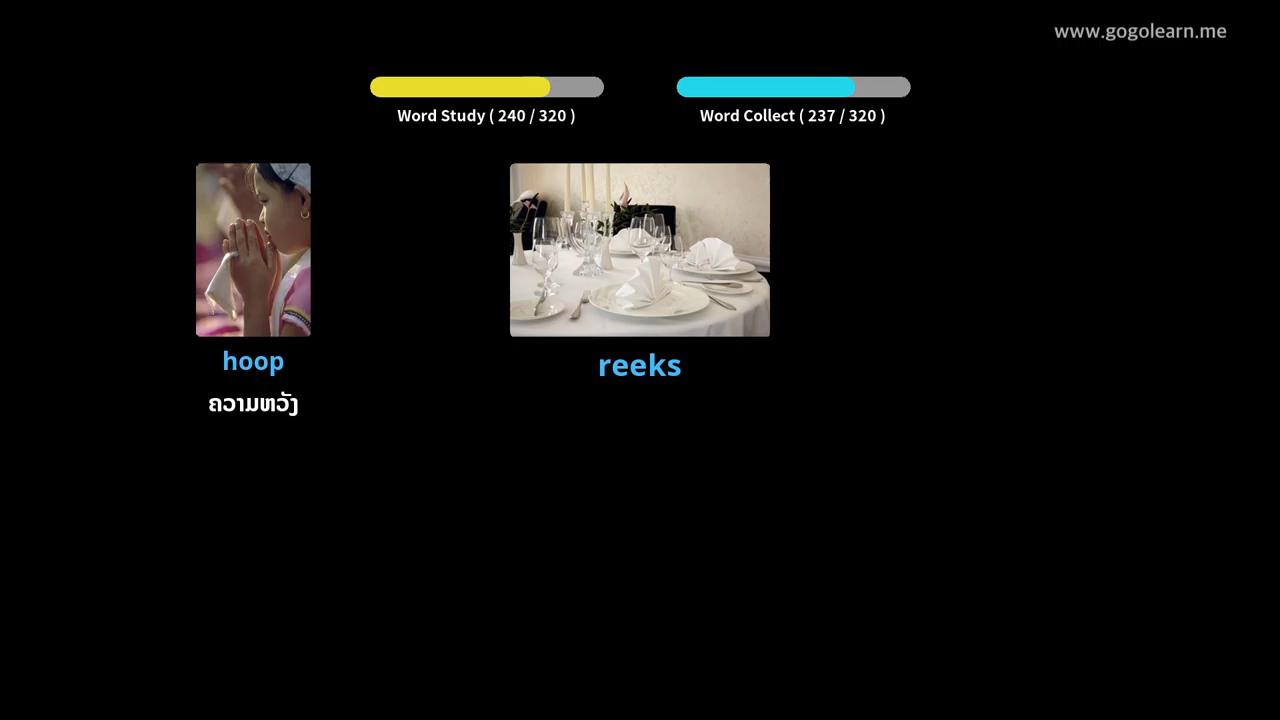 www.gogolearn.me
Word Study ( 240 / 320 )
Word Collect ( 237 / 320 )
hoop
ຄວາມຫວັງ
reeks